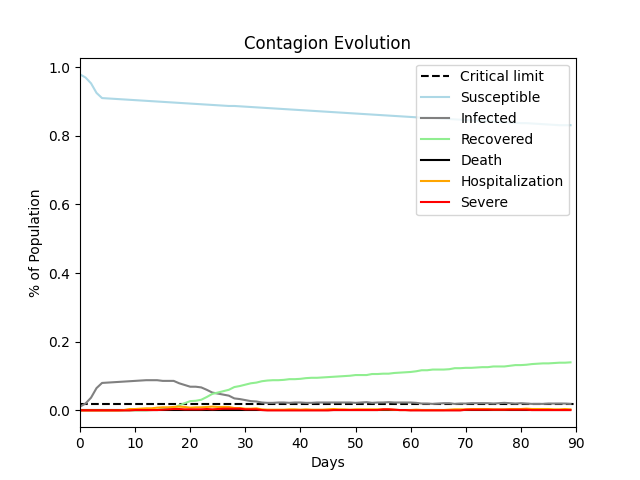 Contagion Evolution
% of Population
1.0
0.8
0.6
0.4
0.2
0.0
Critical limit
Susceptible
Infected
Recovered
Death
Hospitalization
Severe
0 10 20 30 40 50 60 70 80 90
Days